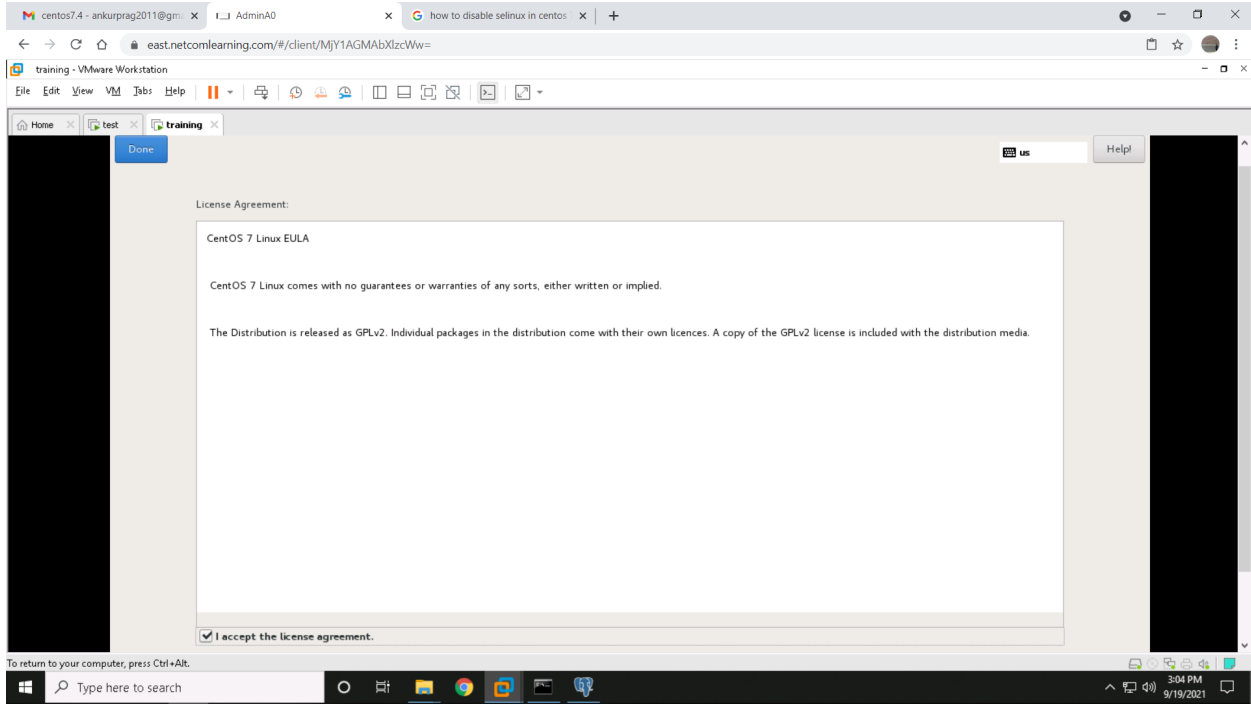 centos7.4 - ankurprag2011@gma
AdminA0
how to disable selinux in centos
east.netcomlearning.com/#/client/MjY1AGMAbXlzcWw=
training - VMware Workstation
File Edit View VM Tabs Help
Home test training
Done us Help!
License Agreement:
CentOS 7 Linux EULA
CentOS 7 Linux comes with no guarantees or warranties of any sorts, either written or implied.
The Distribution is released as GPLv2. Individual packages in the distribution come with their own licences. A copy of the GPLv2 license is included with the distribution media.
I accept the license agreement.
To return to your computer, press Ctrl+Alt.
Type here to search
3:04 PM
9/19/2021